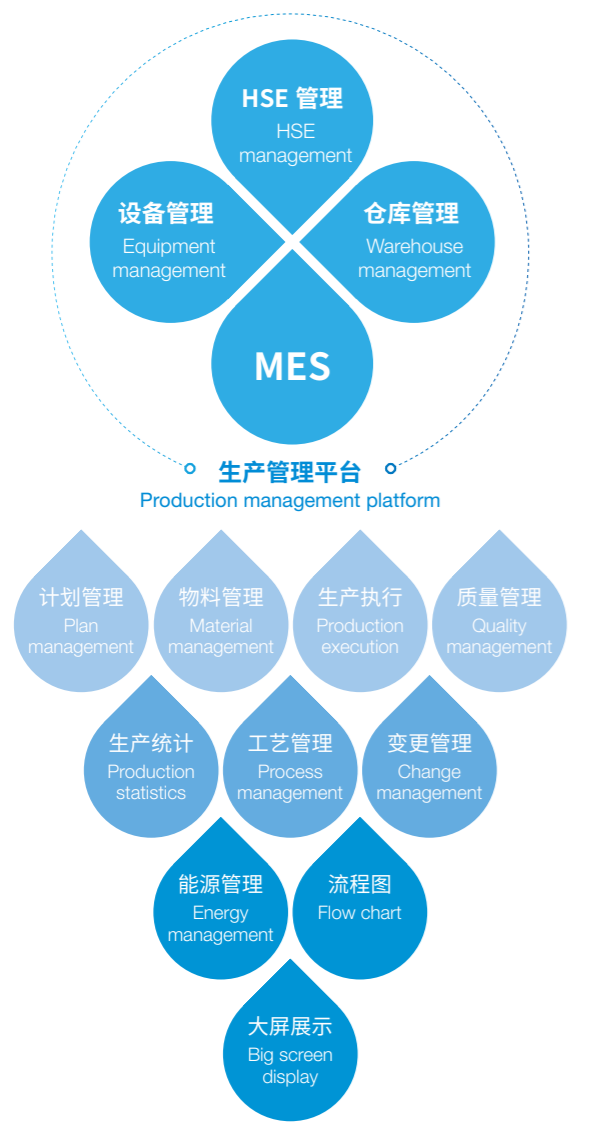 HSE 管理
HSE
management
设备管理
Equipment
management
仓库管理
Warehouse
management
MES
生产管理平台
Production management platform
计划管理
Plan
management
物料管理
Material
management
生产执行
Production
execution
质量管理
Quality
management
生产统计
Production
statistics
工艺管理
Process
management
变更管理
Change
management
能源管理
Energy
management
流程图
Flow chart
大屏展示
Big screen
display